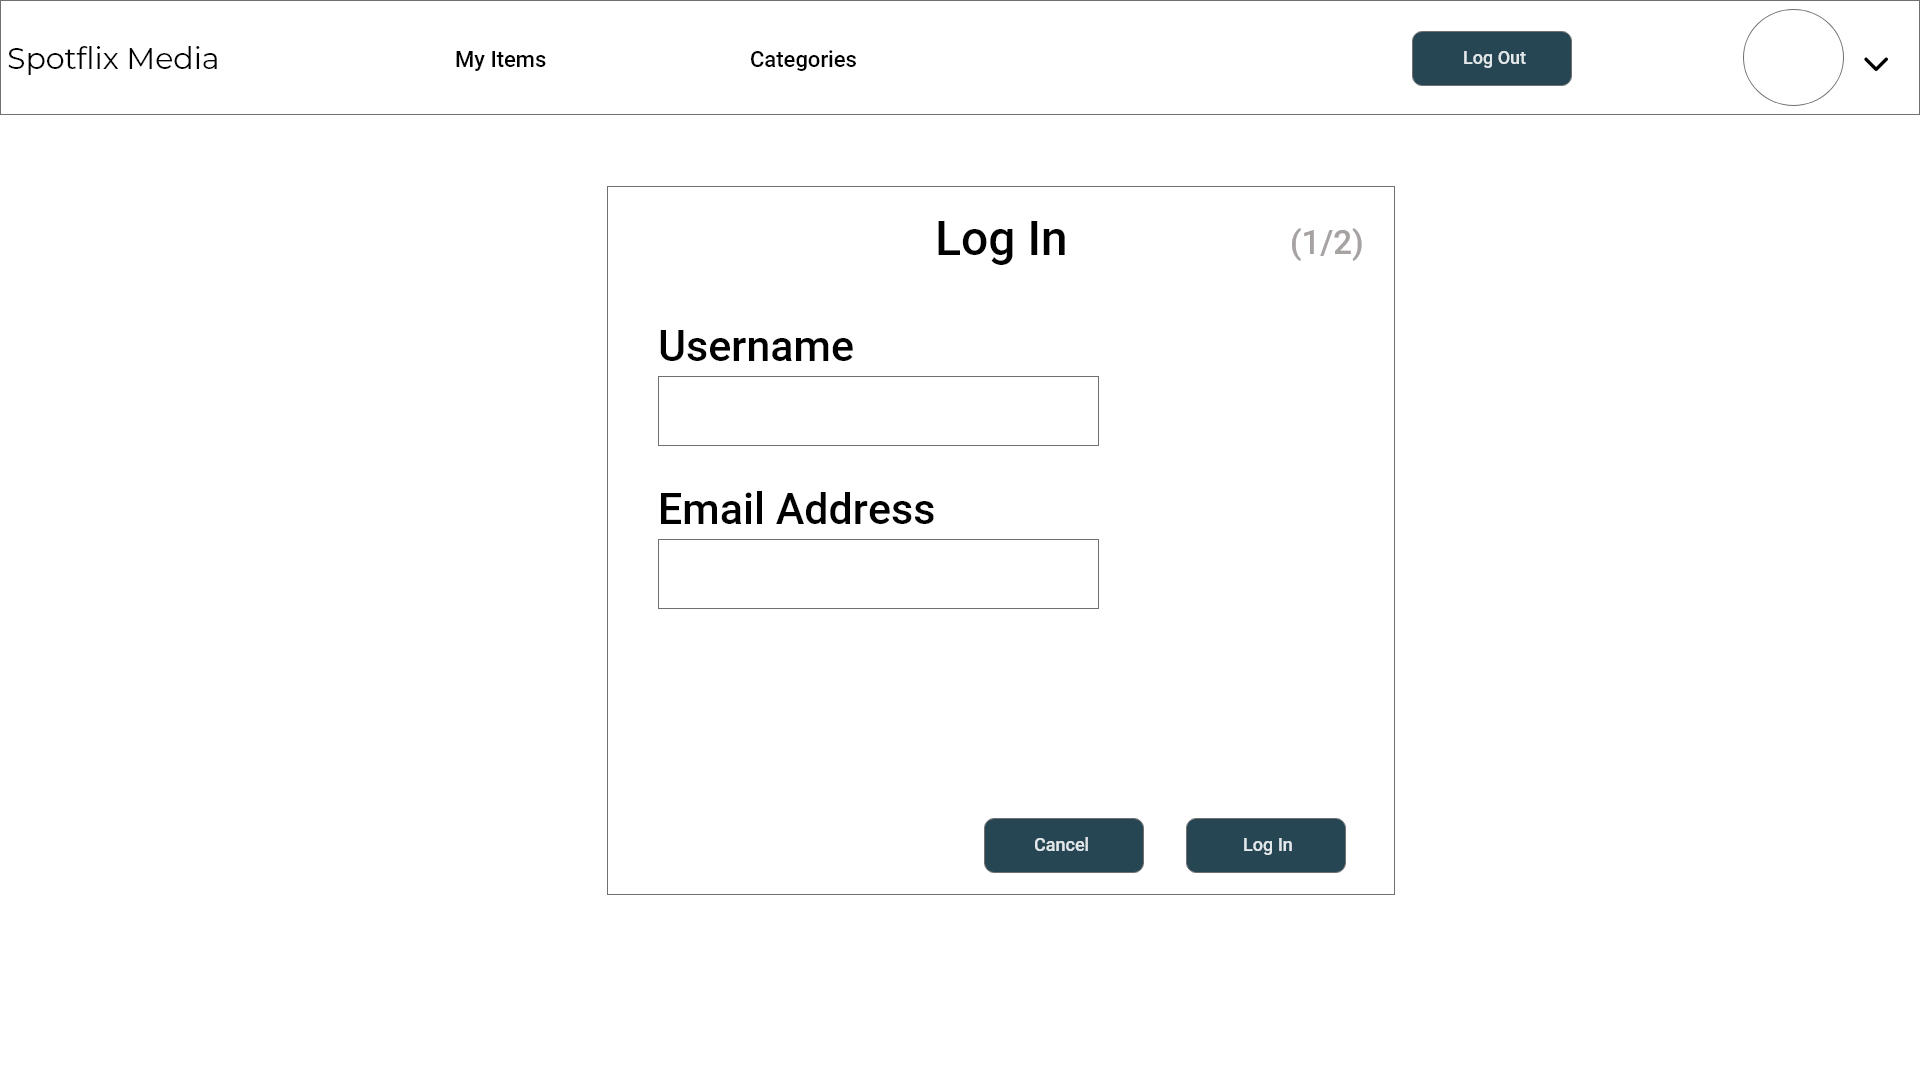 Spotflix Media
My Items
Categories
Log Out
Log In
(1/2)
Username
Email Address
Cancel
Log In